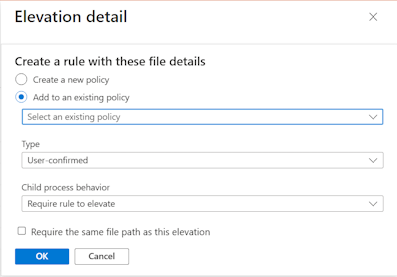 Elevation detail
Create a rule with these file details
Create a new policy
Add to an existing policy
Select an existing policy
Type
User-confirmed
Child process behavior
Require rule to elevate
Require the same file path as this elevation
OK Cancel